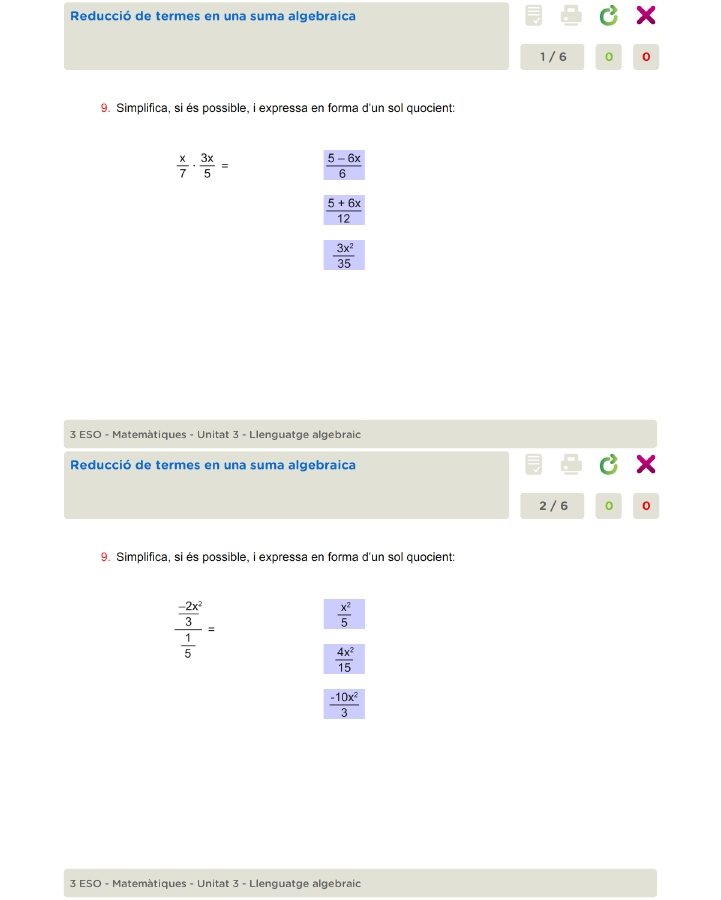 Reducció de termes en una suma algebraica
1 / 6 0 0
9. Simplifica, si és possible, i expressa en forma d'un sol quocient:
x/7 · 3x/5 =
5 – 6x
6
5 + 6x
12
3x²
35
3 ESO - Matemàtiques - Unitat 3 - Llenguatge algebraic
Reducció de termes en una suma algebraica
2 / 6 0 0
9. Simplifica, si és possible, i expressa en forma d'un sol quocient:
–2x²
3
=
1
5
x²
5
4x²
15
-10x²
3
3 ESO - Matemàtiques - Unitat 3 - Llenguatge algebraic